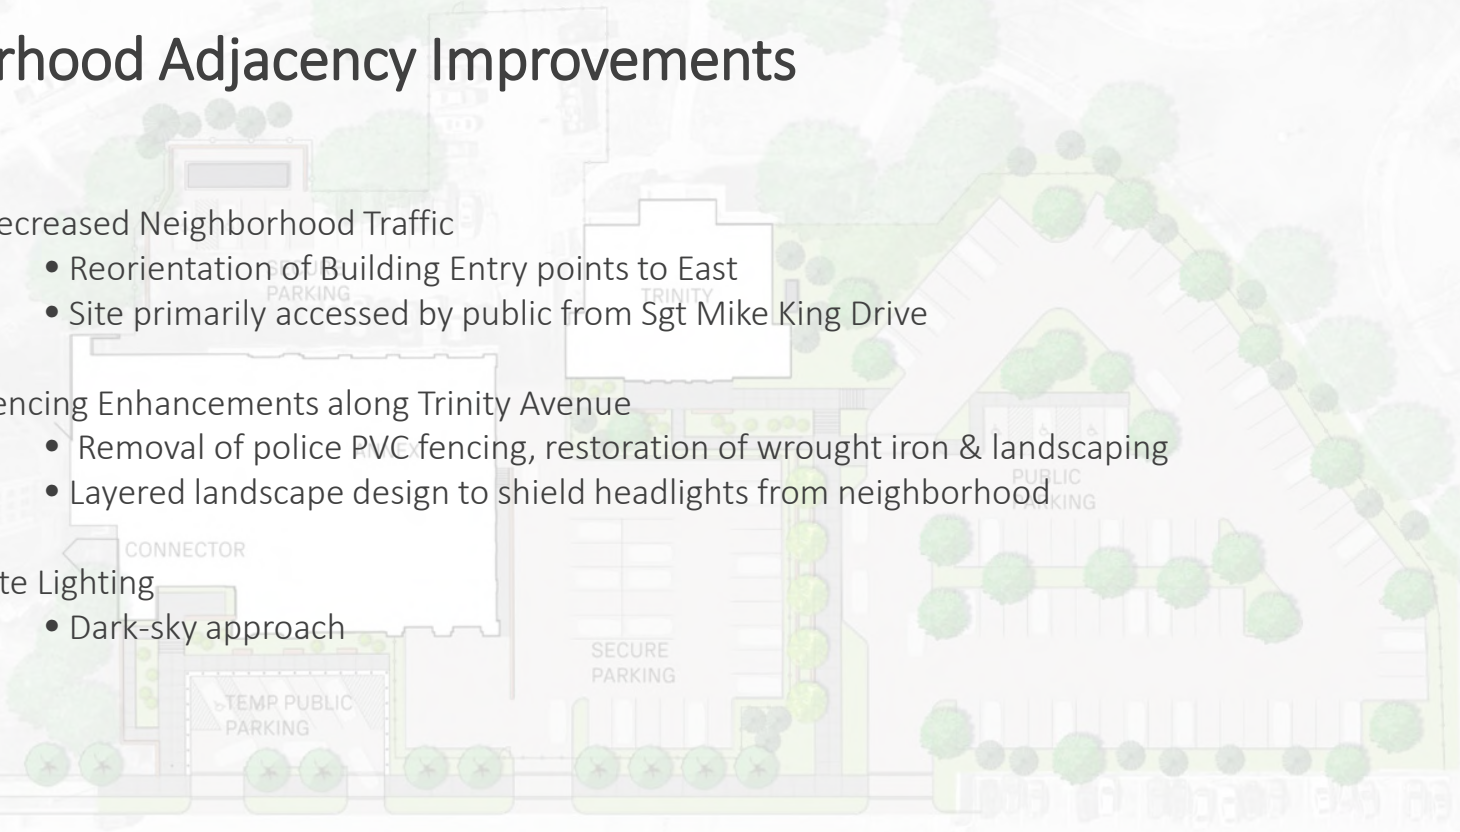 rhood Adjacency Improvements
ecreased Neighborhood Traffic
• Reorientation of Building Entry points to East
SECURE
PARKING
TRINITY
• Site primarily accessed by public from Sgt Mike King Drive
encing Enhancements along Trinity Avenue
• Removal of police PVC fencing, restoration of wrought iron & landscaping
ANNEX
PUBLIC
PARKING
• Layered landscape design to shield headlights from neighborhood
CONNECTOR
te Lighting
• Dark-sky approach
SECURE
PARKING
TEMP PUBLIC
PARKING